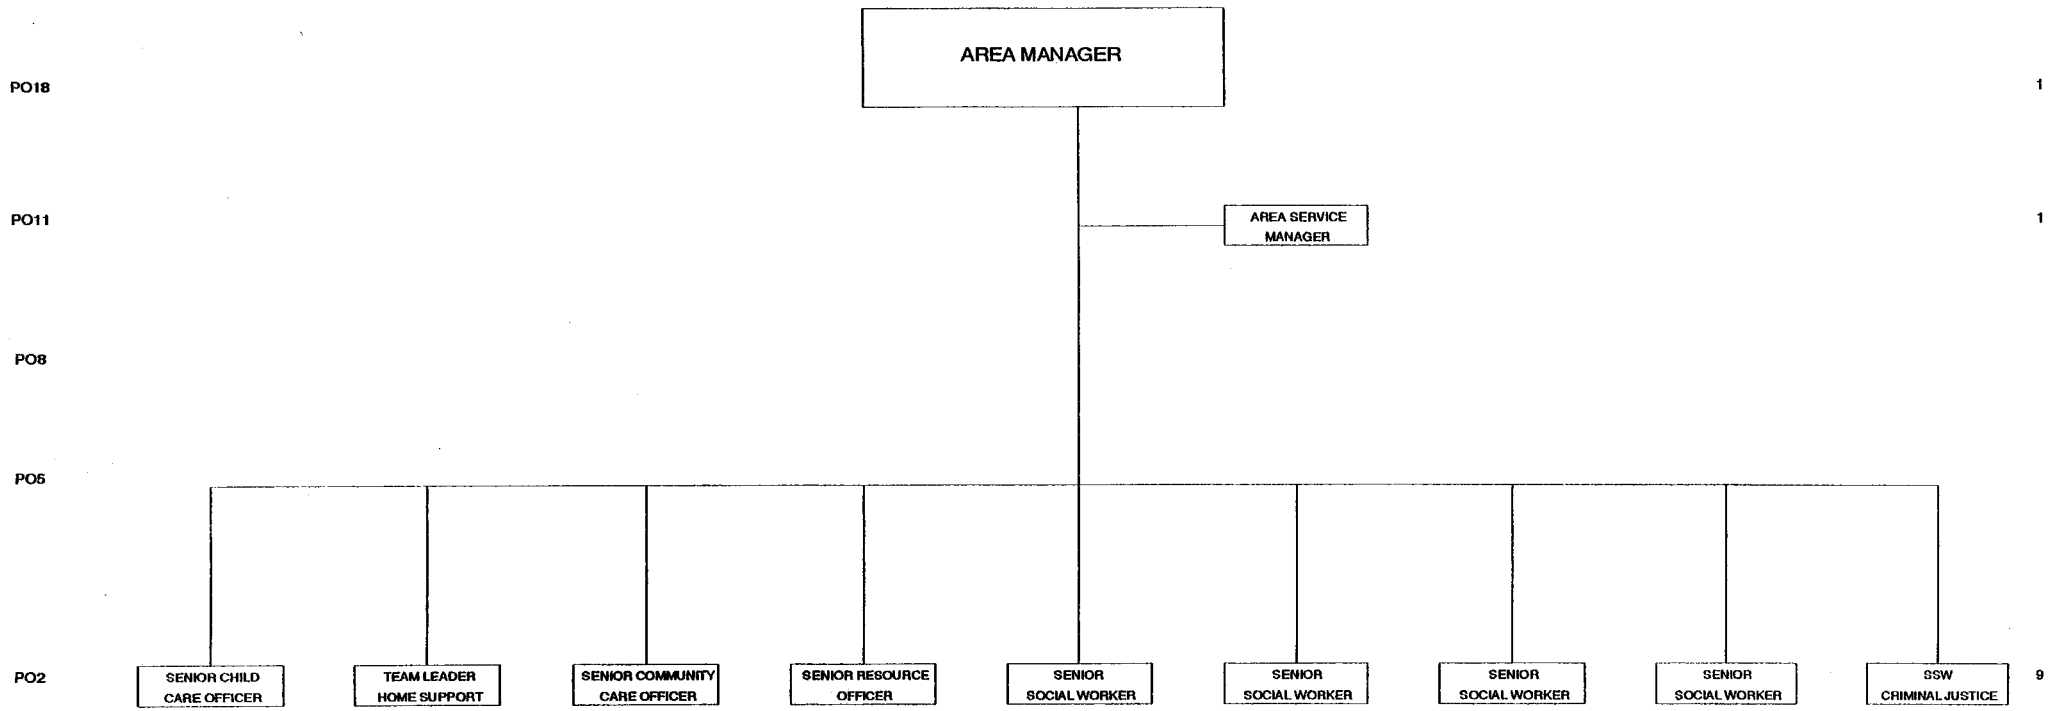 AREA MANAGER
PO18
1
PO11
AREA SERVICE
MANAGER
1
PO8
PO5
PO2
SENIOR CHILD
CARE OFFICER
TEAM LEADER
HOME SUPPORT
SENIOR COMMUNITY
CARE OFFICER
SENIOR RESOURCE
OFFICER
SENIOR
SOCIAL WORKER
SENIOR
SOCIAL WORKER
SENIOR
SOCIAL WORKER
SENIOR
SOCIAL WORKER
SSW
CRIMINAL JUSTICE
9